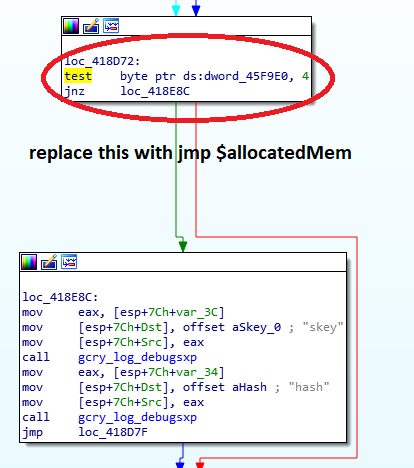 loc_418D72:
test byte ptr ds:dword_45F9E0, 4
jnz loc_418E8C
replace this with jmp $allocatedMem
loc_418E8C:
mov eax, [esp+7Ch+var_3C]
mov [esp+7Ch+Dst], offset aSkey_0 ; "skey"
mov [esp+7Ch+Src], eax
call gcry_log_debugsxp
mov eax, [esp+7Ch+var_34]
mov [esp+7Ch+Dst], offset aHash ; "hash"
mov [esp+7Ch+Src], eax
call gcry_log_debugsxp
jmp loc_418D7F